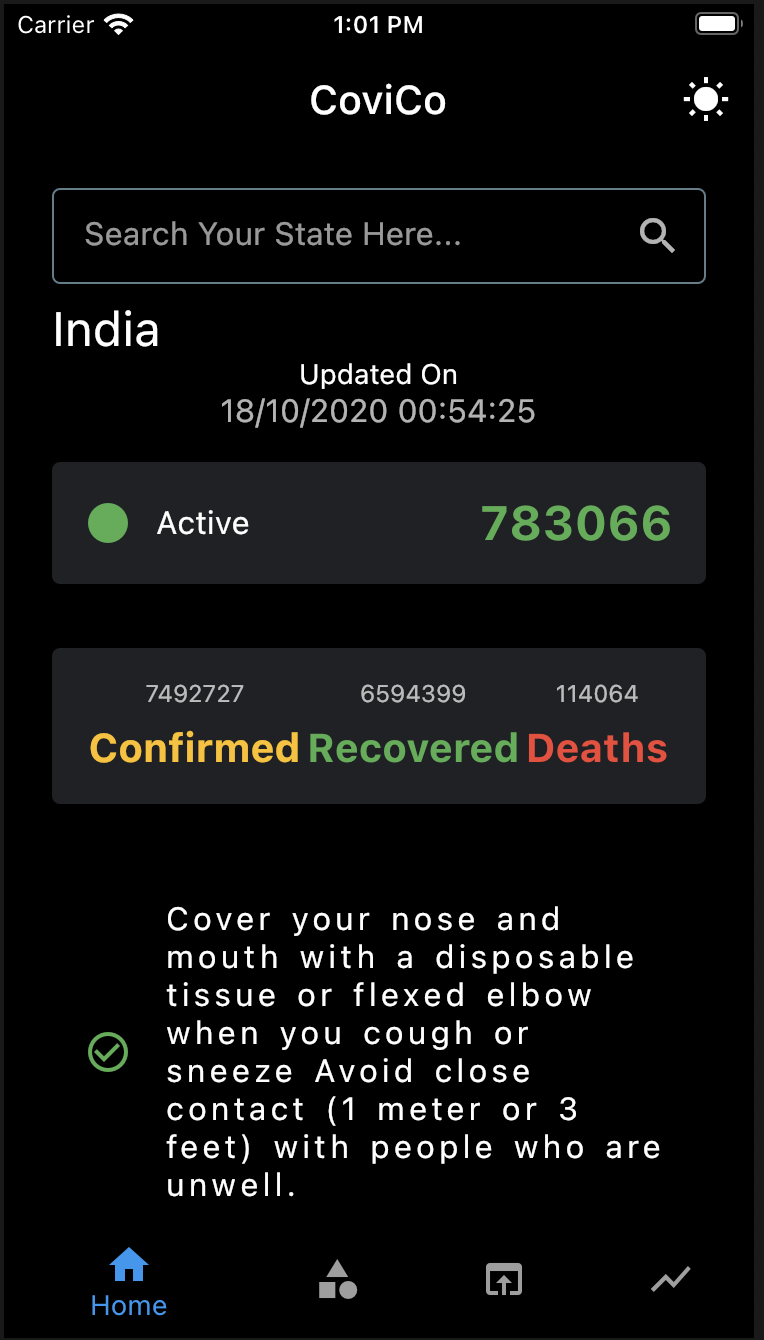 Carrier 1:01 PM
CoviCo
Search Your State Here...
India
Updated On
18/10/2020 00:54:25
Active 783066
7492727 6594399 114064
Confirmed Recovered Deaths
Cover your nose and
mouth with a disposable
tissue or flexed elbow
when you cough or
sneeze Avoid close
contact (1 meter or 3
feet) with people who are
unwell.
Home